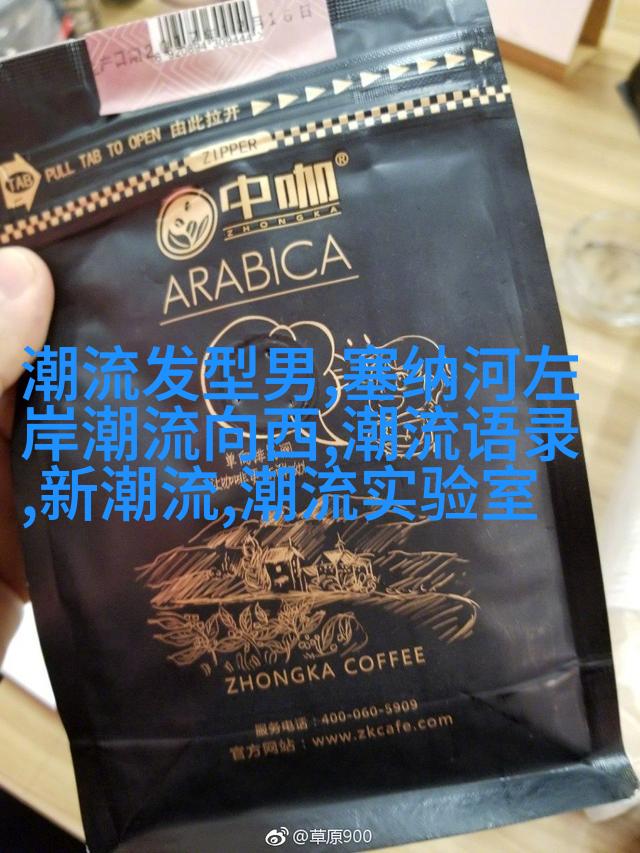 PULL TAB TO OPEN 由此拉开
TAB
ZIPPER
中咖®
ZHONGKA
ARABICA
潮流发型男,塞纳河左
岸潮流向西,潮流语录
,新潮流,潮流实验室
ZHONGKA COFFEE
服务电话:400-060-5909
官方网站:www.zkcafe.com
@草原900